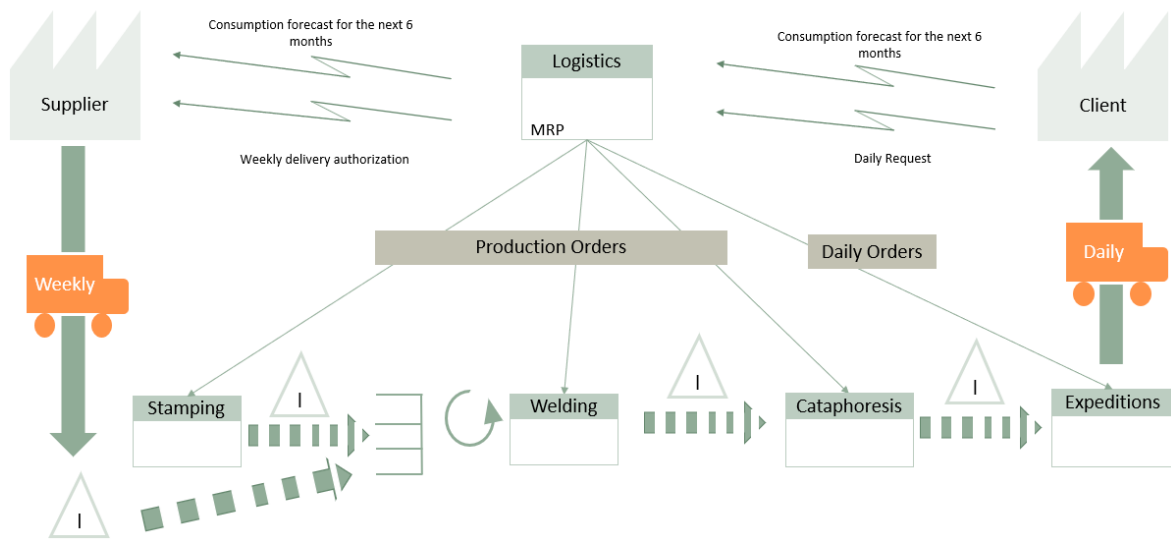 Consumption forecast for the next 6
months
Logistics
Consumption forecast for the next 6
months
Supplier
MRP
Client
Weekly delivery authorization
Daily Request
Production Orders
Daily Orders
Weekly
Daily
I
I
I
Stamping
Welding
Cataphoresis
Expeditions
I